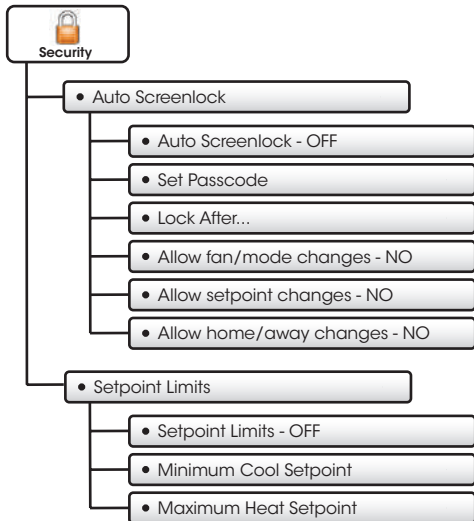 Security
• Auto Screenlock
• Auto Screenlock - OFF
• Set Passcode
• Lock After...
• Allow fan/mode changes - NO
• Allow setpoint changes - NO
• Allow home/away changes - NO
• Setpoint Limits
• Setpoint Limits - OFF
• Minimum Cool Setpoint
• Maximum Heat Setpoint